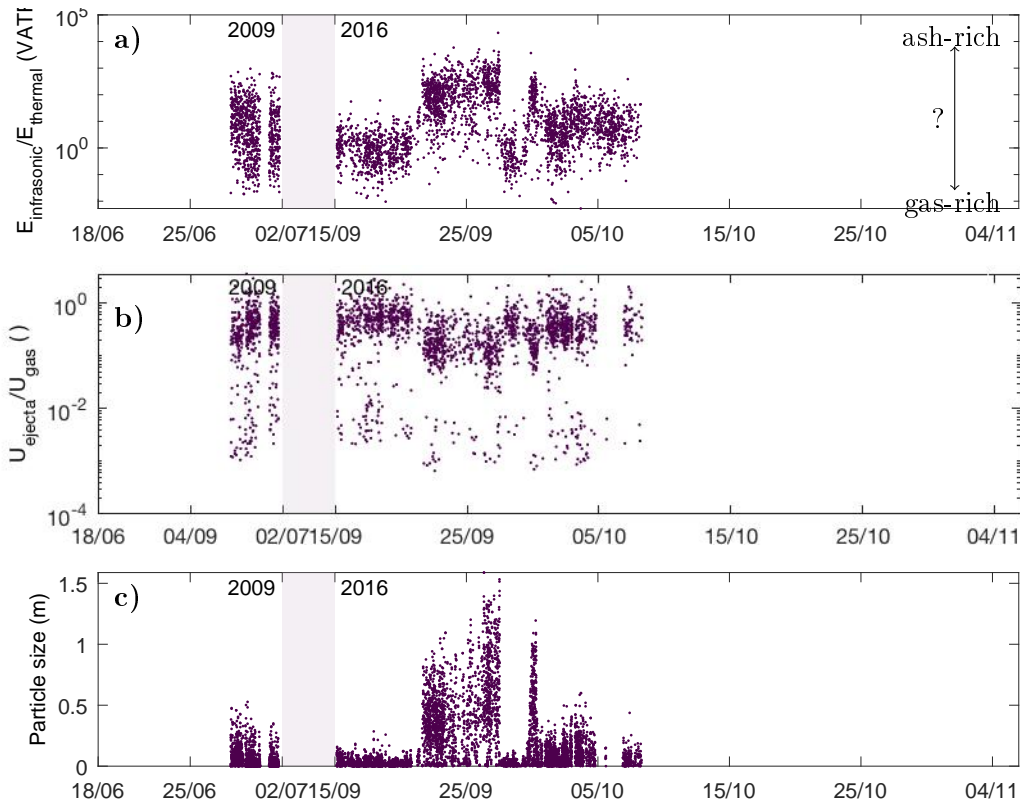 a)
2009 2016
ash-rich
?
gas-rich
E_infrasonic/E_thermal (VATP
10^5
10^0
18/06 25/06 02/07 15/09 25/09 05/10 15/10 25/10 04/11
b)
2009 2016
U_ejecta/U_gas ()
10^0
10^-2
10^-4
18/06 04/09 02/07 15/09 25/09 05/10 15/10 25/10 04/11
c)
2009 2016
Particle size (m)
1.5
1
0.5
0
18/06 25/06 02/07 15/09 25/09 05/10 15/10 25/10 04/11